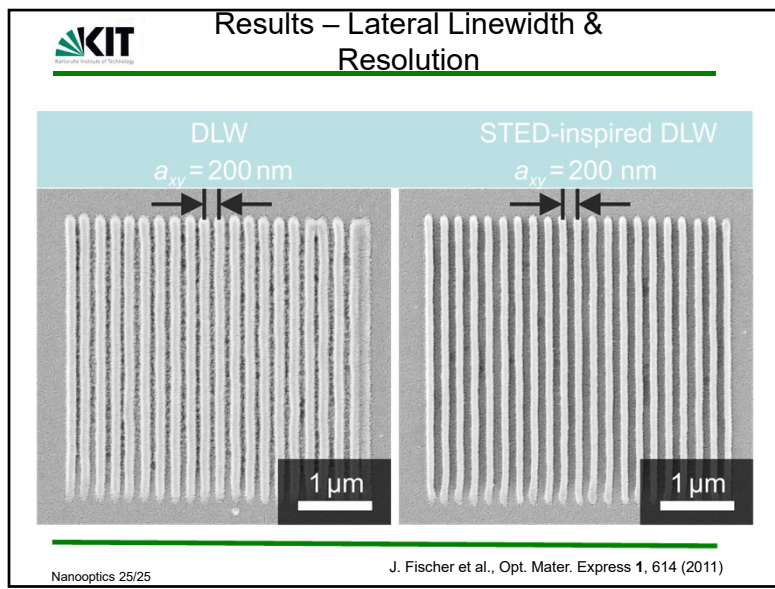 KIT
Karlsruhe Institute of Technology
Results – Lateral Linewidth &
Resolution
DLW
a_xy = 200 nm
STED-inspired DLW
a_xy = 200 nm
1 µm
1 µm
Nanooptics 25/25
J. Fischer et al., Opt. Mater. Express 1, 614 (2011)